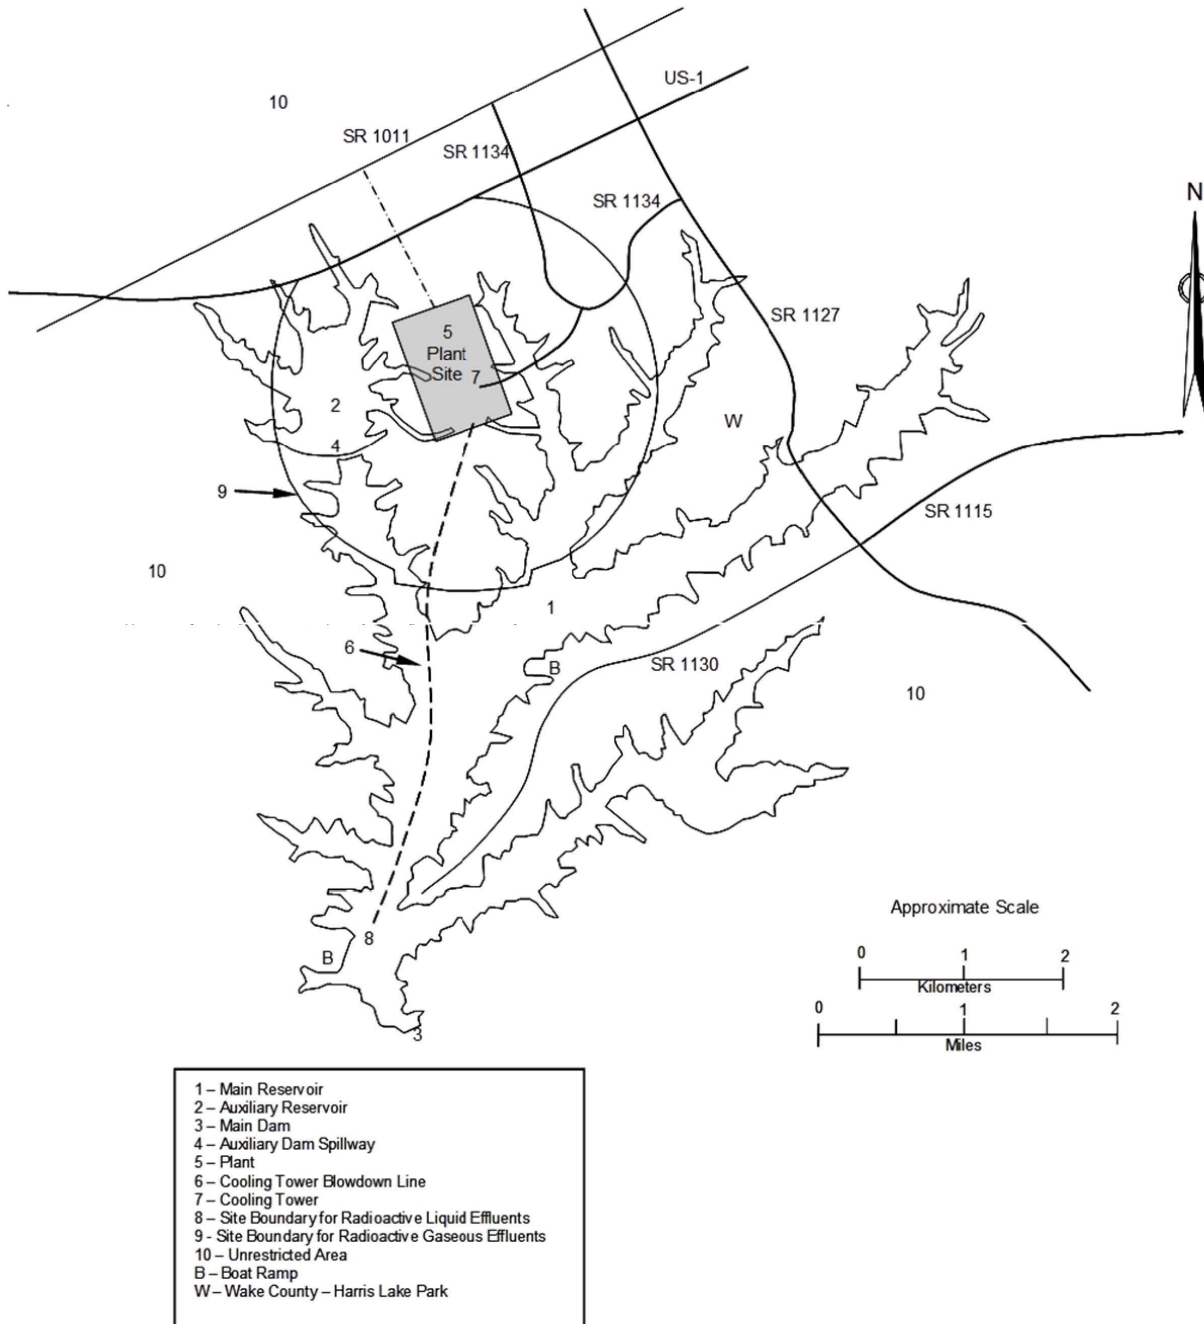 10
US-1
SR 1011
SR 1134
SR 1134
N
SR 1127
5
Plant
Site
7
2
W
4
9
SR 1115
10
1
6
B
SR 1130
10
8
B
3
Approximate Scale
0 1 2
Kilometers
0 1 2
Miles
1 – Main Reservoir
2 – Auxiliary Reservoir
3 – Main Dam
4 – Auxiliary Dam Spillway
5 – Plant
6 – Cooling Tower Blowdown Line
7 – Cooling Tower
8 – Site Boundary for Radioactive Liquid Effluents
9 - Site Boundary for Radioactive Gaseous Effluents
10 – Unrestricted Area
B – Boat Ramp
W – Wake County – Harris Lake Park